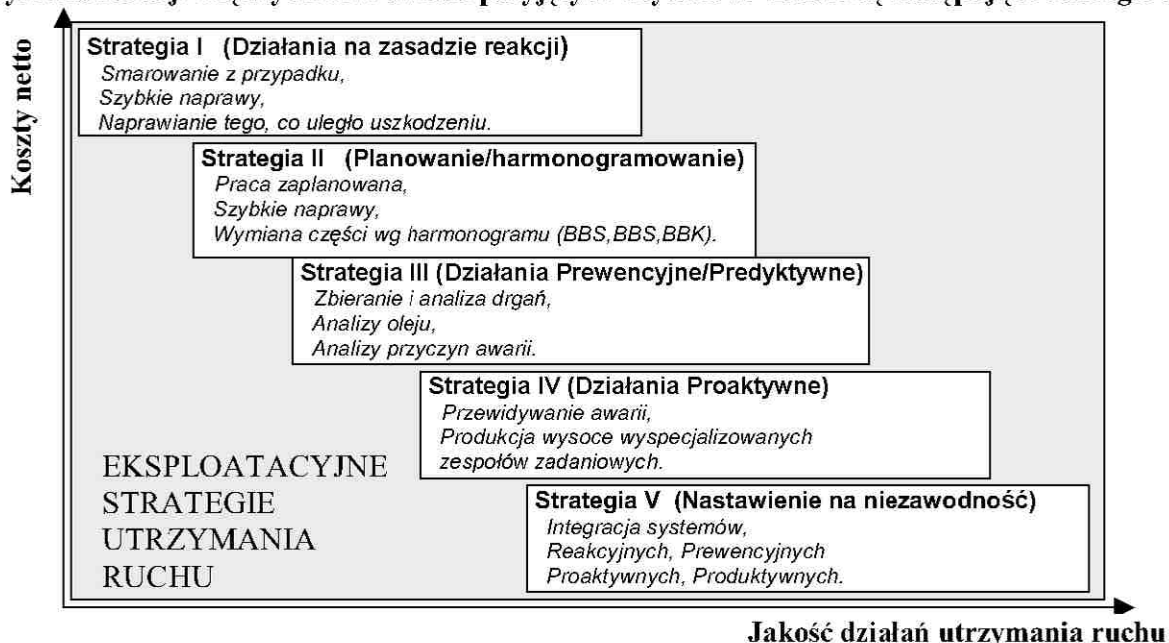 Strategia I (Działania na zasadzie reakcji)
Smarowanie z przypadku,
Szybkie naprawy,
Naprawianie tego, co uległo uszkodzeniu.
Koszty netto
Strategia II (Planowanie/harmonogramowanie)
Praca zaplanowana,
Szybkie naprawy,
Wymiana części wg harmonogramu (BBS,BBS,BBK).
Strategia III (Działania Prewencyjne/Predyktywne)
Zbieranie i analiza drgań,
Analizy oleju,
Analizy przyczyn awarii.
Strategia IV (Działania Proaktywne)
Przewidywanie awarii,
Produkcja wysoce wyspecjalizowanych
zespołów zadaniowych.
EKSPLOATACYJNE
STRATEGIE
UTRZYMANIA
RUCHU
Strategia V (Nastawienie na niezawodność)
Integracja systemów,
Reakcyjnych, Prewencyjnych
Proaktywnych, Produktywnych.
Jakość działań utrzymania ruchu